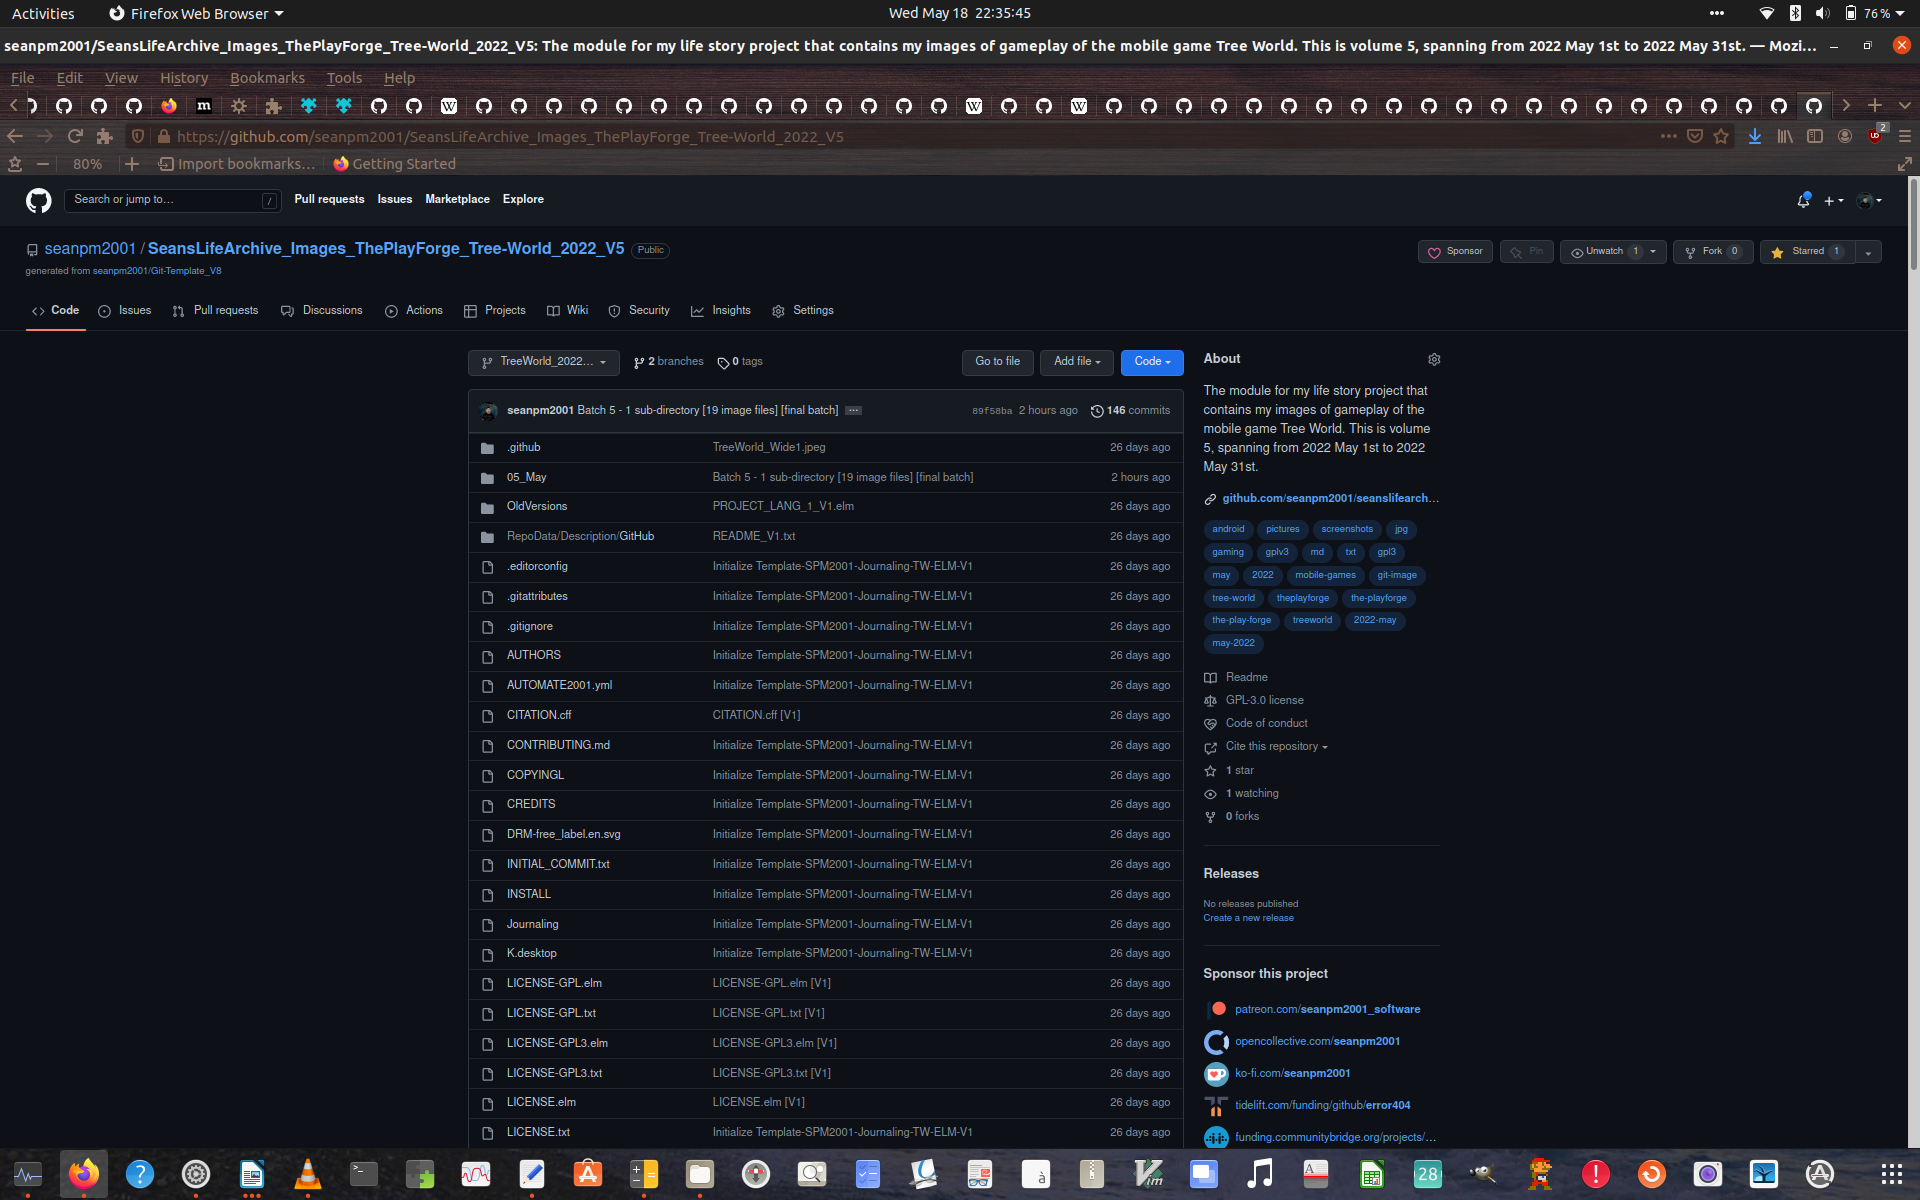 Activities Firefox Web Browser Wed May 18 22:35:45 76 %
seanpm2001/SeansLifeArchive_Images_ThePlayForge_Tree-World_2022_V5: The module for my life story project that contains my images of gameplay of the mobile game Tree World. This is volume 5, spanning from 2022 May 1st to 2022 May 31st. — Mozi…
File Edit View History Bookmarks Tools Help
https://github.com/seanpm2001/SeansLifeArchive_Images_ThePlayForge_Tree-World_2022_V5 2
80% Import bookmarks… Getting Started
Search or jump to… / Pull requests Issues Marketplace Explore
seanpm2001 / SeansLifeArchive_Images_ThePlayForge_Tree-World_2022_V5 Public Sponsor Pin Unwatch 1 Fork 0 Starred 1
generated from seanpm2001/Git-Template_V8
Code Issues Pull requests Discussions Actions Projects Wiki Security Insights Settings
TreeWorld_2022… 2 branches 0 tags Go to file Add file Code
seanpm2001 Batch 5 - 1 sub-directory [19 image files] [final batch] … 89f58ba 2 hours ago 146 commits
.github TreeWorld_Wide1.jpeg 26 days ago
05_May Batch 5 - 1 sub-directory [19 image files] [final batch] 2 hours ago
OldVersions PROJECT_LANG_1_V1.elm 26 days ago
RepoData/Description/GitHub README_V1.txt 26 days ago
.editorconfig Initialize Template-SPM2001-Journaling-TW-ELM-V1 26 days ago
.gitattributes Initialize Template-SPM2001-Journaling-TW-ELM-V1 26 days ago
.gitignore Initialize Template-SPM2001-Journaling-TW-ELM-V1 26 days ago
AUTHORS Initialize Template-SPM2001-Journaling-TW-ELM-V1 26 days ago
AUTOMATE2001.yml Initialize Template-SPM2001-Journaling-TW-ELM-V1 26 days ago
CITATION.cff CITATION.cff [V1] 26 days ago
CONTRIBUTING.md Initialize Template-SPM2001-Journaling-TW-ELM-V1 26 days ago
COPYINGL Initialize Template-SPM2001-Journaling-TW-ELM-V1 26 days ago
CREDITS Initialize Template-SPM2001-Journaling-TW-ELM-V1 26 days ago
DRM-free_label.en.svg Initialize Template-SPM2001-Journaling-TW-ELM-V1 26 days ago
INITIAL_COMMIT.txt Initialize Template-SPM2001-Journaling-TW-ELM-V1 26 days ago
INSTALL Initialize Template-SPM2001-Journaling-TW-ELM-V1 26 days ago
Journaling Initialize Template-SPM2001-Journaling-TW-ELM-V1 26 days ago
K.desktop Initialize Template-SPM2001-Journaling-TW-ELM-V1 26 days ago
LICENSE-GPL.elm LICENSE-GPL.elm [V1] 26 days ago
LICENSE-GPL.txt LICENSE-GPL.txt [V1] 26 days ago
LICENSE-GPL3.elm LICENSE-GPL3.elm [V1] 26 days ago
LICENSE-GPL3.txt LICENSE-GPL3.txt [V1] 26 days ago
LICENSE.elm LICENSE.elm [V1] 26 days ago
LICENSE.txt Initialize Template-SPM2001-Journaling-TW-ELM-V1 26 days ago
About
The module for my life story project that
contains my images of gameplay of the
mobile game Tree World. This is volume
5, spanning from 2022 May 1st to 2022
May 31st.
github.com/seanpm2001/seanslifearch…
android pictures screenshots jpg
gaming gplv3 md txt gpl3
may 2022 mobile-games git-image
tree-world theplayforge the-playforge
the-play-forge treeworld 2022-may
may-2022
Readme
GPL-3.0 license
Code of conduct
Cite this repository
1 star
1 watching
0 forks
Releases
No releases published
Create a new release
Sponsor this project
patreon.com/seanpm2001_software
opencollective.com/seanpm2001
ko-fi.com/seanpm2001
tidelift.com/funding/github/error404
funding.communitybridge.org/projects/…
28